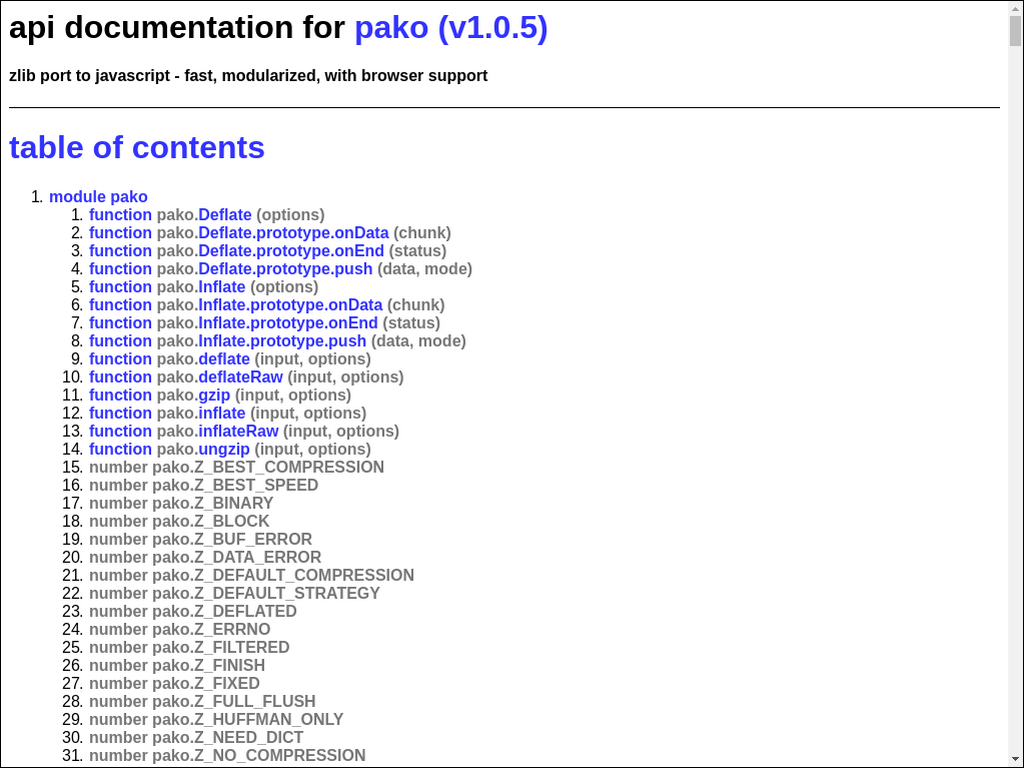 api documentation for pako (v1.0.5)
zlib port to javascript - fast, modularized, with browser support
table of contents
1. module pako
1. function pako.Deflate (options)
2. function pako.Deflate.prototype.onData (chunk)
3. function pako.Deflate.prototype.onEnd (status)
4. function pako.Deflate.prototype.push (data, mode)
5. function pako.Inflate (options)
6. function pako.Inflate.prototype.onData (chunk)
7. function pako.Inflate.prototype.onEnd (status)
8. function pako.Inflate.prototype.push (data, mode)
9. function pako.deflate (input, options)
10. function pako.deflateRaw (input, options)
11. function pako.gzip (input, options)
12. function pako.inflate (input, options)
13. function pako.inflateRaw (input, options)
14. function pako.ungzip (input, options)
15. number pako.Z_BEST_COMPRESSION
16. number pako.Z_BEST_SPEED
17. number pako.Z_BINARY
18. number pako.Z_BLOCK
19. number pako.Z_BUF_ERROR
20. number pako.Z_DATA_ERROR
21. number pako.Z_DEFAULT_COMPRESSION
22. number pako.Z_DEFAULT_STRATEGY
23. number pako.Z_DEFLATED
24. number pako.Z_ERRNO
25. number pako.Z_FILTERED
26. number pako.Z_FINISH
27. number pako.Z_FIXED
28. number pako.Z_FULL_FLUSH
29. number pako.Z_HUFFMAN_ONLY
30. number pako.Z_NEED_DICT
31. number pako.Z_NO_COMPRESSION